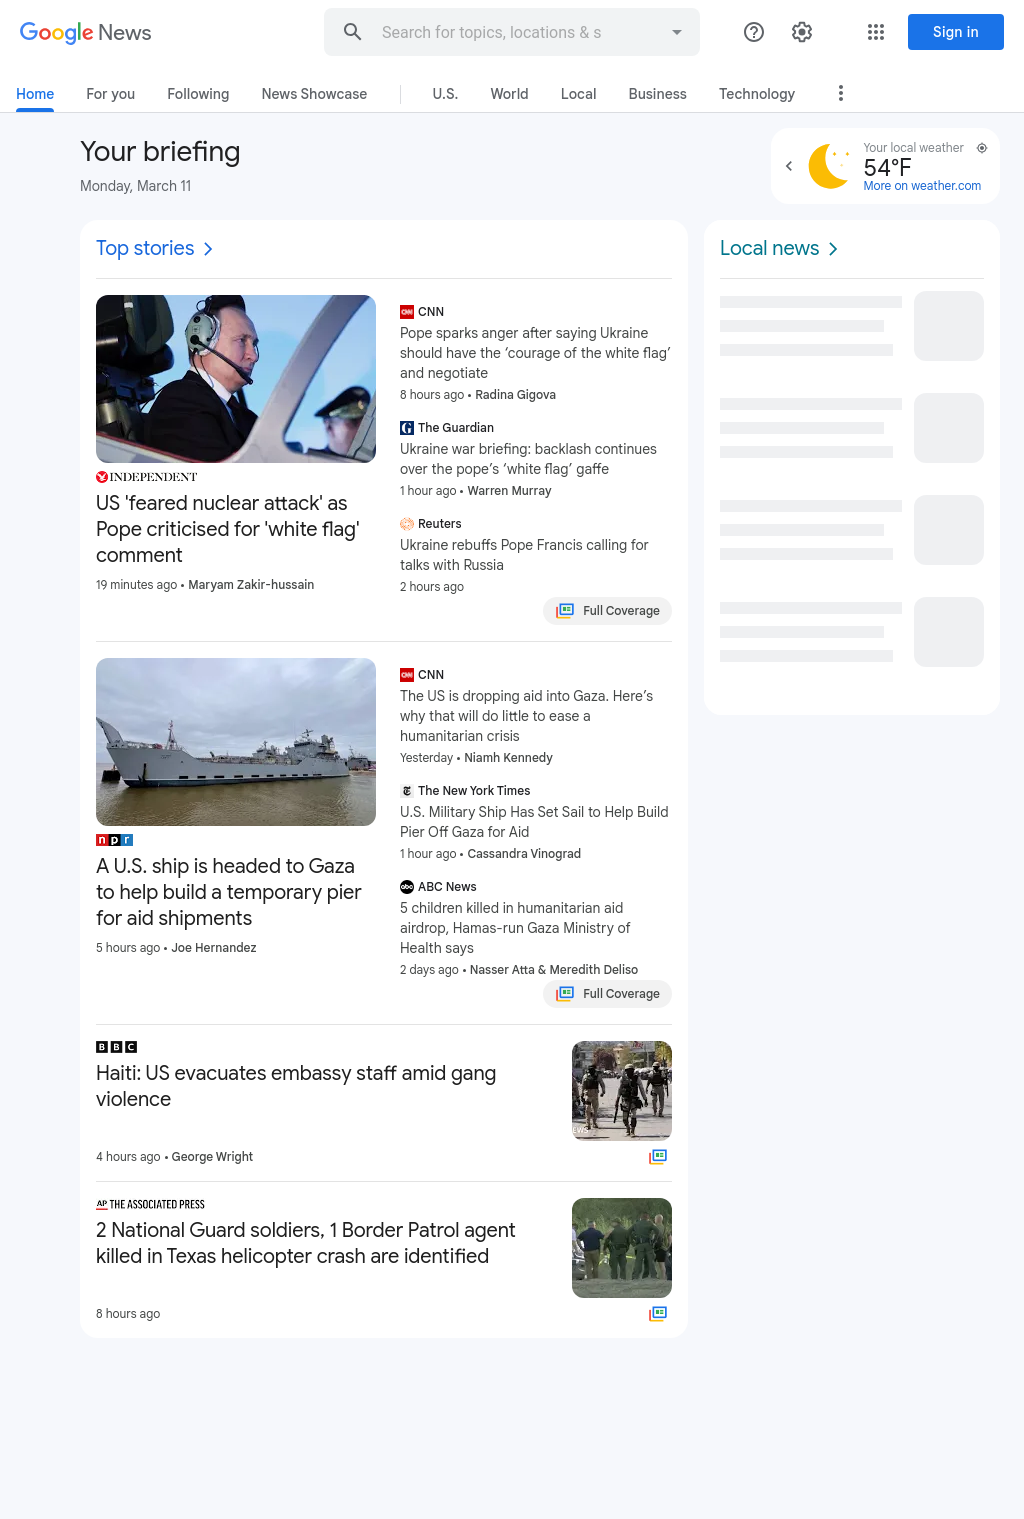 Google News
Search for topics, locations & s
Sign in
Home
For you
Following
News Showcase
U.S.
World
Local
Business
Technology
Your briefing
Monday, March 11
Your local weather
54°F
More on weather.com
Top stories
INDEPENDENT
US 'feared nuclear attack' as
Pope criticised for 'white flag'
comment
19 minutes ago • Maryam Zakir-hussain
CNN
CNN
Pope sparks anger after saying Ukraine
should have the ‘courage of the white flag’
and negotiate
8 hours ago • Radina Gigova
G
The Guardian
Ukraine war briefing: backlash continues
over the pope’s ‘white flag’ gaffe
1 hour ago • Warren Murray
Reuters
Ukraine rebuffs Pope Francis calling for
talks with Russia
2 hours ago
Full Coverage
npr
A U.S. ship is headed to Gaza
to help build a temporary pier
for aid shipments
5 hours ago • Joe Hernandez
CNN
CNN
The US is dropping aid into Gaza. Here’s
why that will do little to ease a
humanitarian crisis
Yesterday • Niamh Kennedy
T
The New York Times
U.S. Military Ship Has Set Sail to Help Build
Pier Off Gaza for Aid
1 hour ago • Cassandra Vinograd
abc
ABC News
5 children killed in humanitarian aid
airdrop, Hamas-run Gaza Ministry of
Health says
2 days ago • Nasser Atta & Meredith Deliso
Full Coverage
BBC
Haiti: US evacuates embassy staff amid gang
violence
4 hours ago • George Wright
EWS
AP THE ASSOCIATED PRESS
2 National Guard soldiers, 1 Border Patrol agent
killed in Texas helicopter crash are identified
8 hours ago
Local news